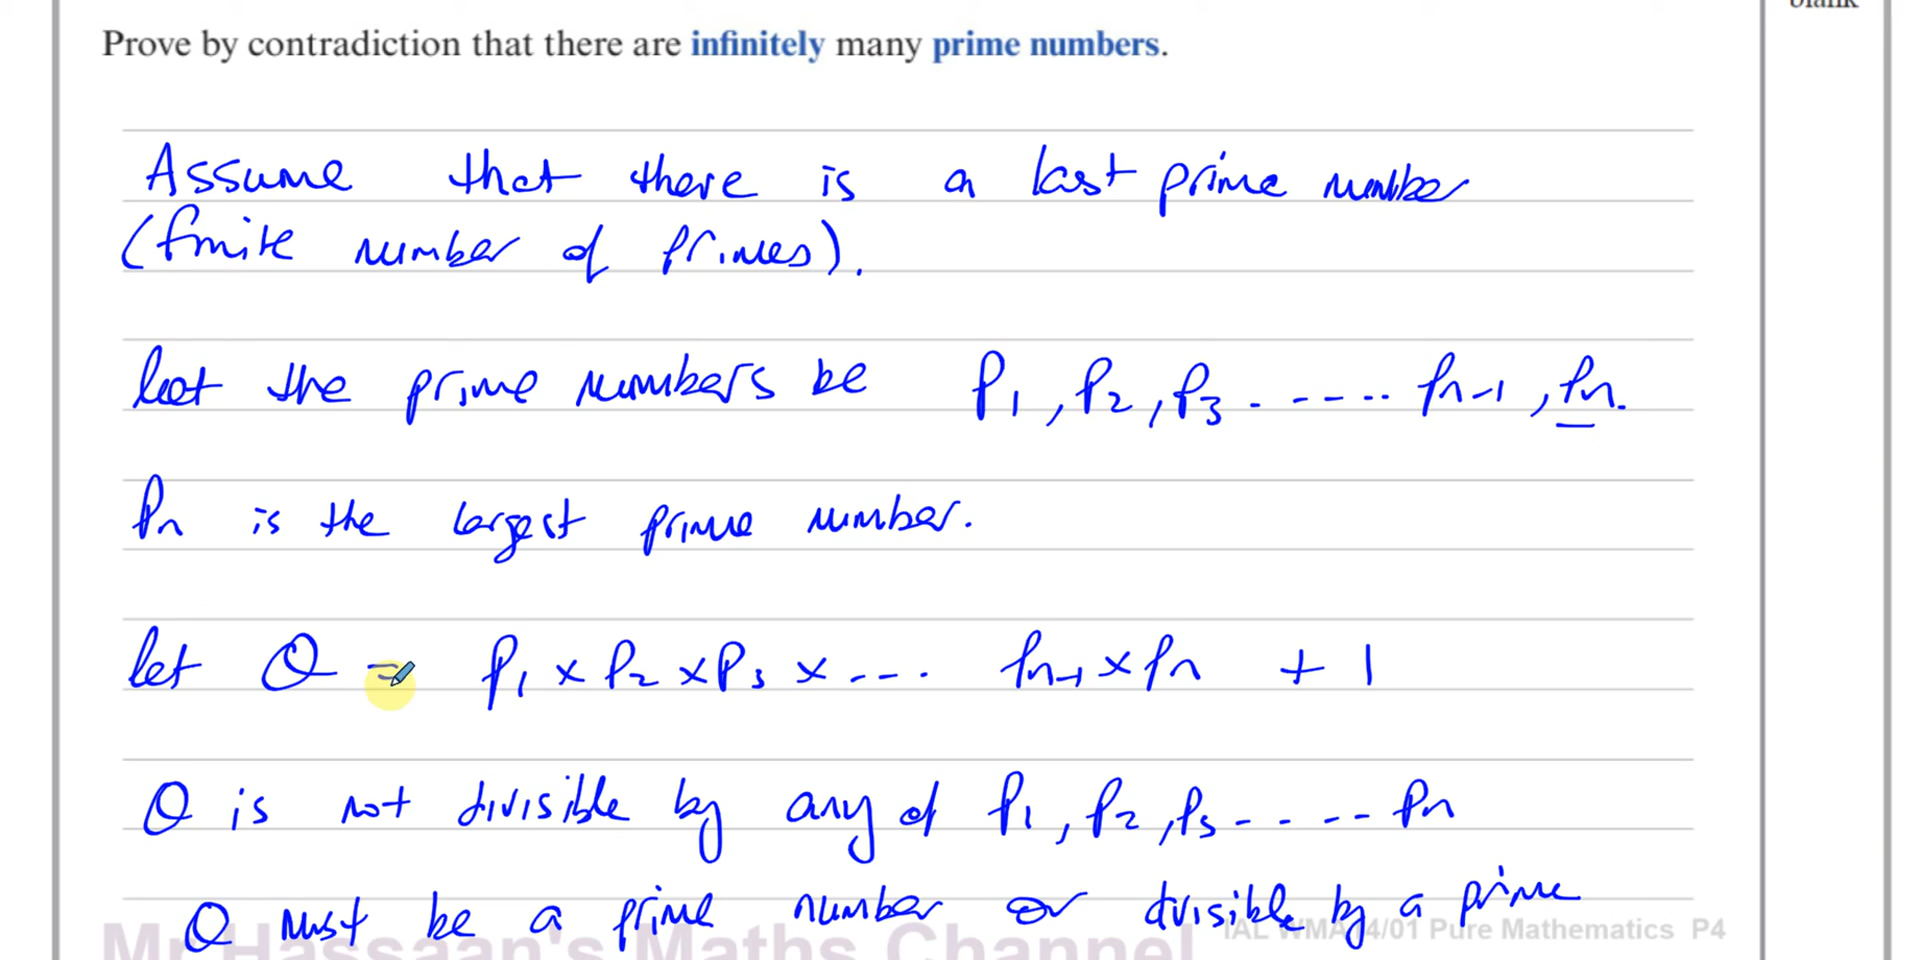 blank
Prove by contradiction that there are infinitely many prime numbers.
Assume that there is a last prime number
(finite number of primes).
let the prime numbers be P₁, P₂, P₃ . - - - - . . . Pn-1, Pn.
Pn is the largest prime number.
let Q = P₁ × P₂ × P₃ × - - - . Pn-1 × Pn + 1
Q is not divisible by any of P₁, P₂, P₃ - - - - - Pn
Q must be a prime number or divisible by a prime
Mr Hassaan's Maths Channel IAL WMA14/01 Pure Mathematics P4